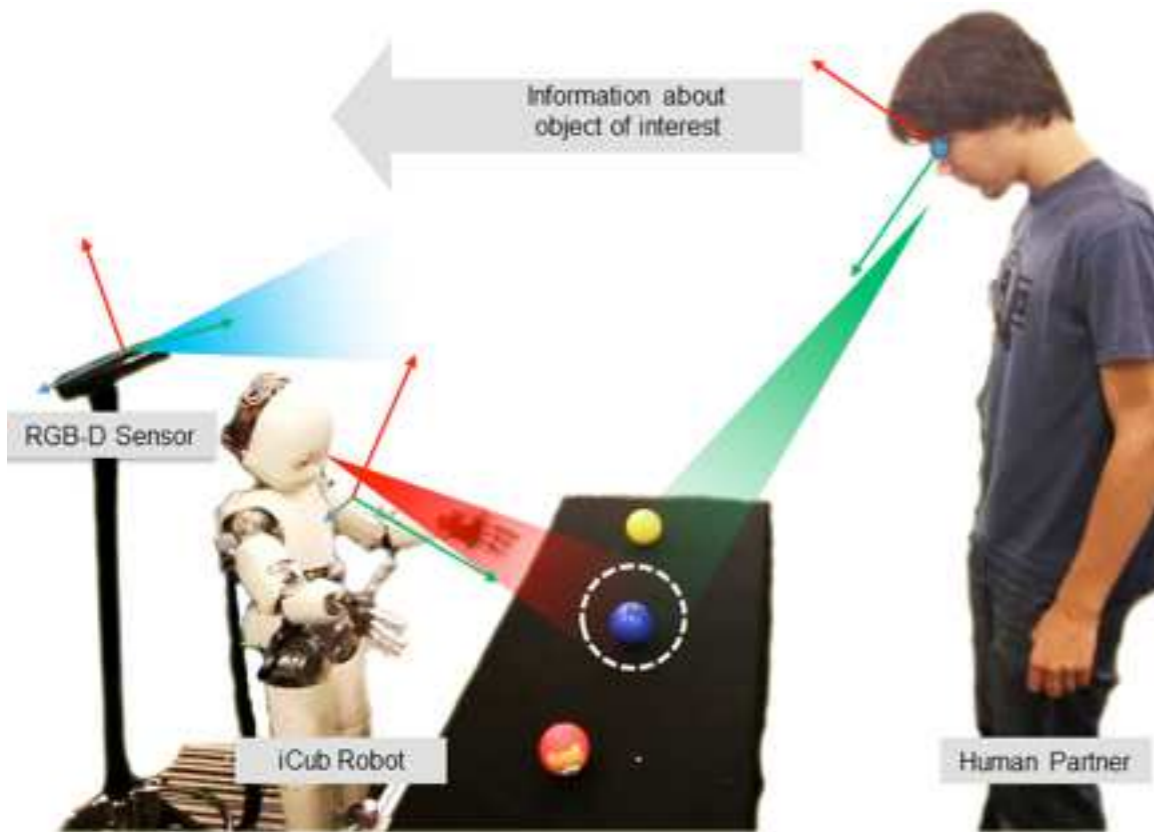 Information about
object of interest
RGB-D Sensor
iCub Robot
Human Partner